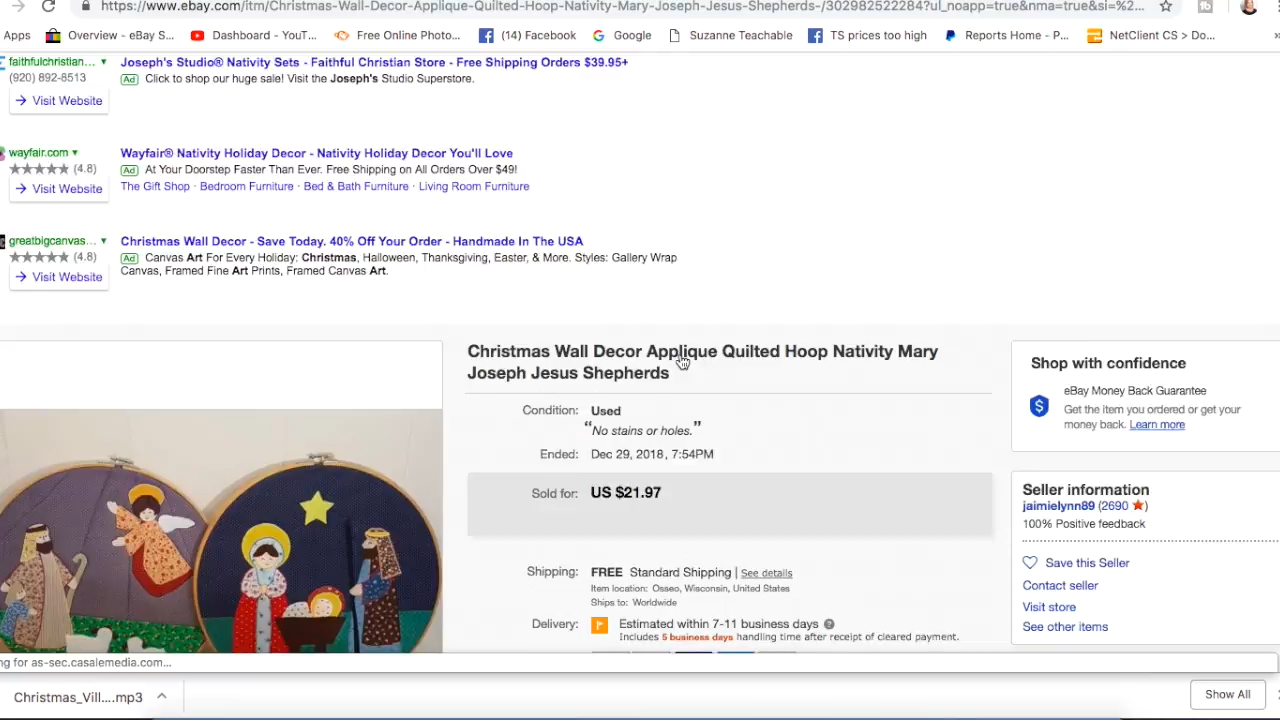 https://www.ebay.com/itm/Christmas-Wall-Decor-Applique-Quilted-Hoop-Nativity-Mary-Joseph-Jesus-Shepherds-/302982522284?ul_noapp=true&nma=true&si=%2...
Apps Overview - eBay S... Dashboard - YouT... Free Online Photo... (14) Facebook Google Suzanne Teachable TS prices too high Reports Home - P... NetClient CS > Do...
faithfulchristian... Joseph's Studio® Nativity Sets - Faithful Christian Store - Free Shipping Orders $39.95+
(920) 892-8513 Ad Click to shop our huge sale! Visit the Joseph's Studio Superstore.
Visit Website
wayfair.com Wayfair® Nativity Holiday Decor - Nativity Holiday Decor You'll Love
(4.8) Ad At Your Doorstep Faster Than Ever. Free Shipping on All Orders Over $49!
Visit Website The Gift Shop · Bedroom Furniture · Bed & Bath Furniture · Living Room Furniture
greatbigcanvas... Christmas Wall Decor - Save Today. 40% Off Your Order - Handmade In The USA
(4.8) Ad Canvas Art For Every Holiday: Christmas, Halloween, Thanksgiving, Easter, & More. Styles: Gallery Wrap
Visit Website Canvas, Framed Fine Art Prints, Framed Canvas Art.
Christmas Wall Decor Applique Quilted Hoop Nativity Mary
Joseph Jesus Shepherds
Condition: Used
"No stains or holes."
Ended: Dec 29, 2018 , 7:54PM
Sold for: US $21.97
Shipping: FREE Standard Shipping | See details
Item location: Osseo, Wisconsin, United States
Ships to: Worldwide
Delivery: Estimated within 7-11 business days
Includes 5 business days handling time after receipt of cleared payment.
Shop with confidence
eBay Money Back Guarantee
Get the item you ordered or get your
money back. Learn more
Seller information
jaimielynn89 (2690)
100% Positive feedback
Save this Seller
Contact seller
Visit store
See other items
ng for as-sec.casalemedia.com...
Christmas_Vill....mp3
Show All